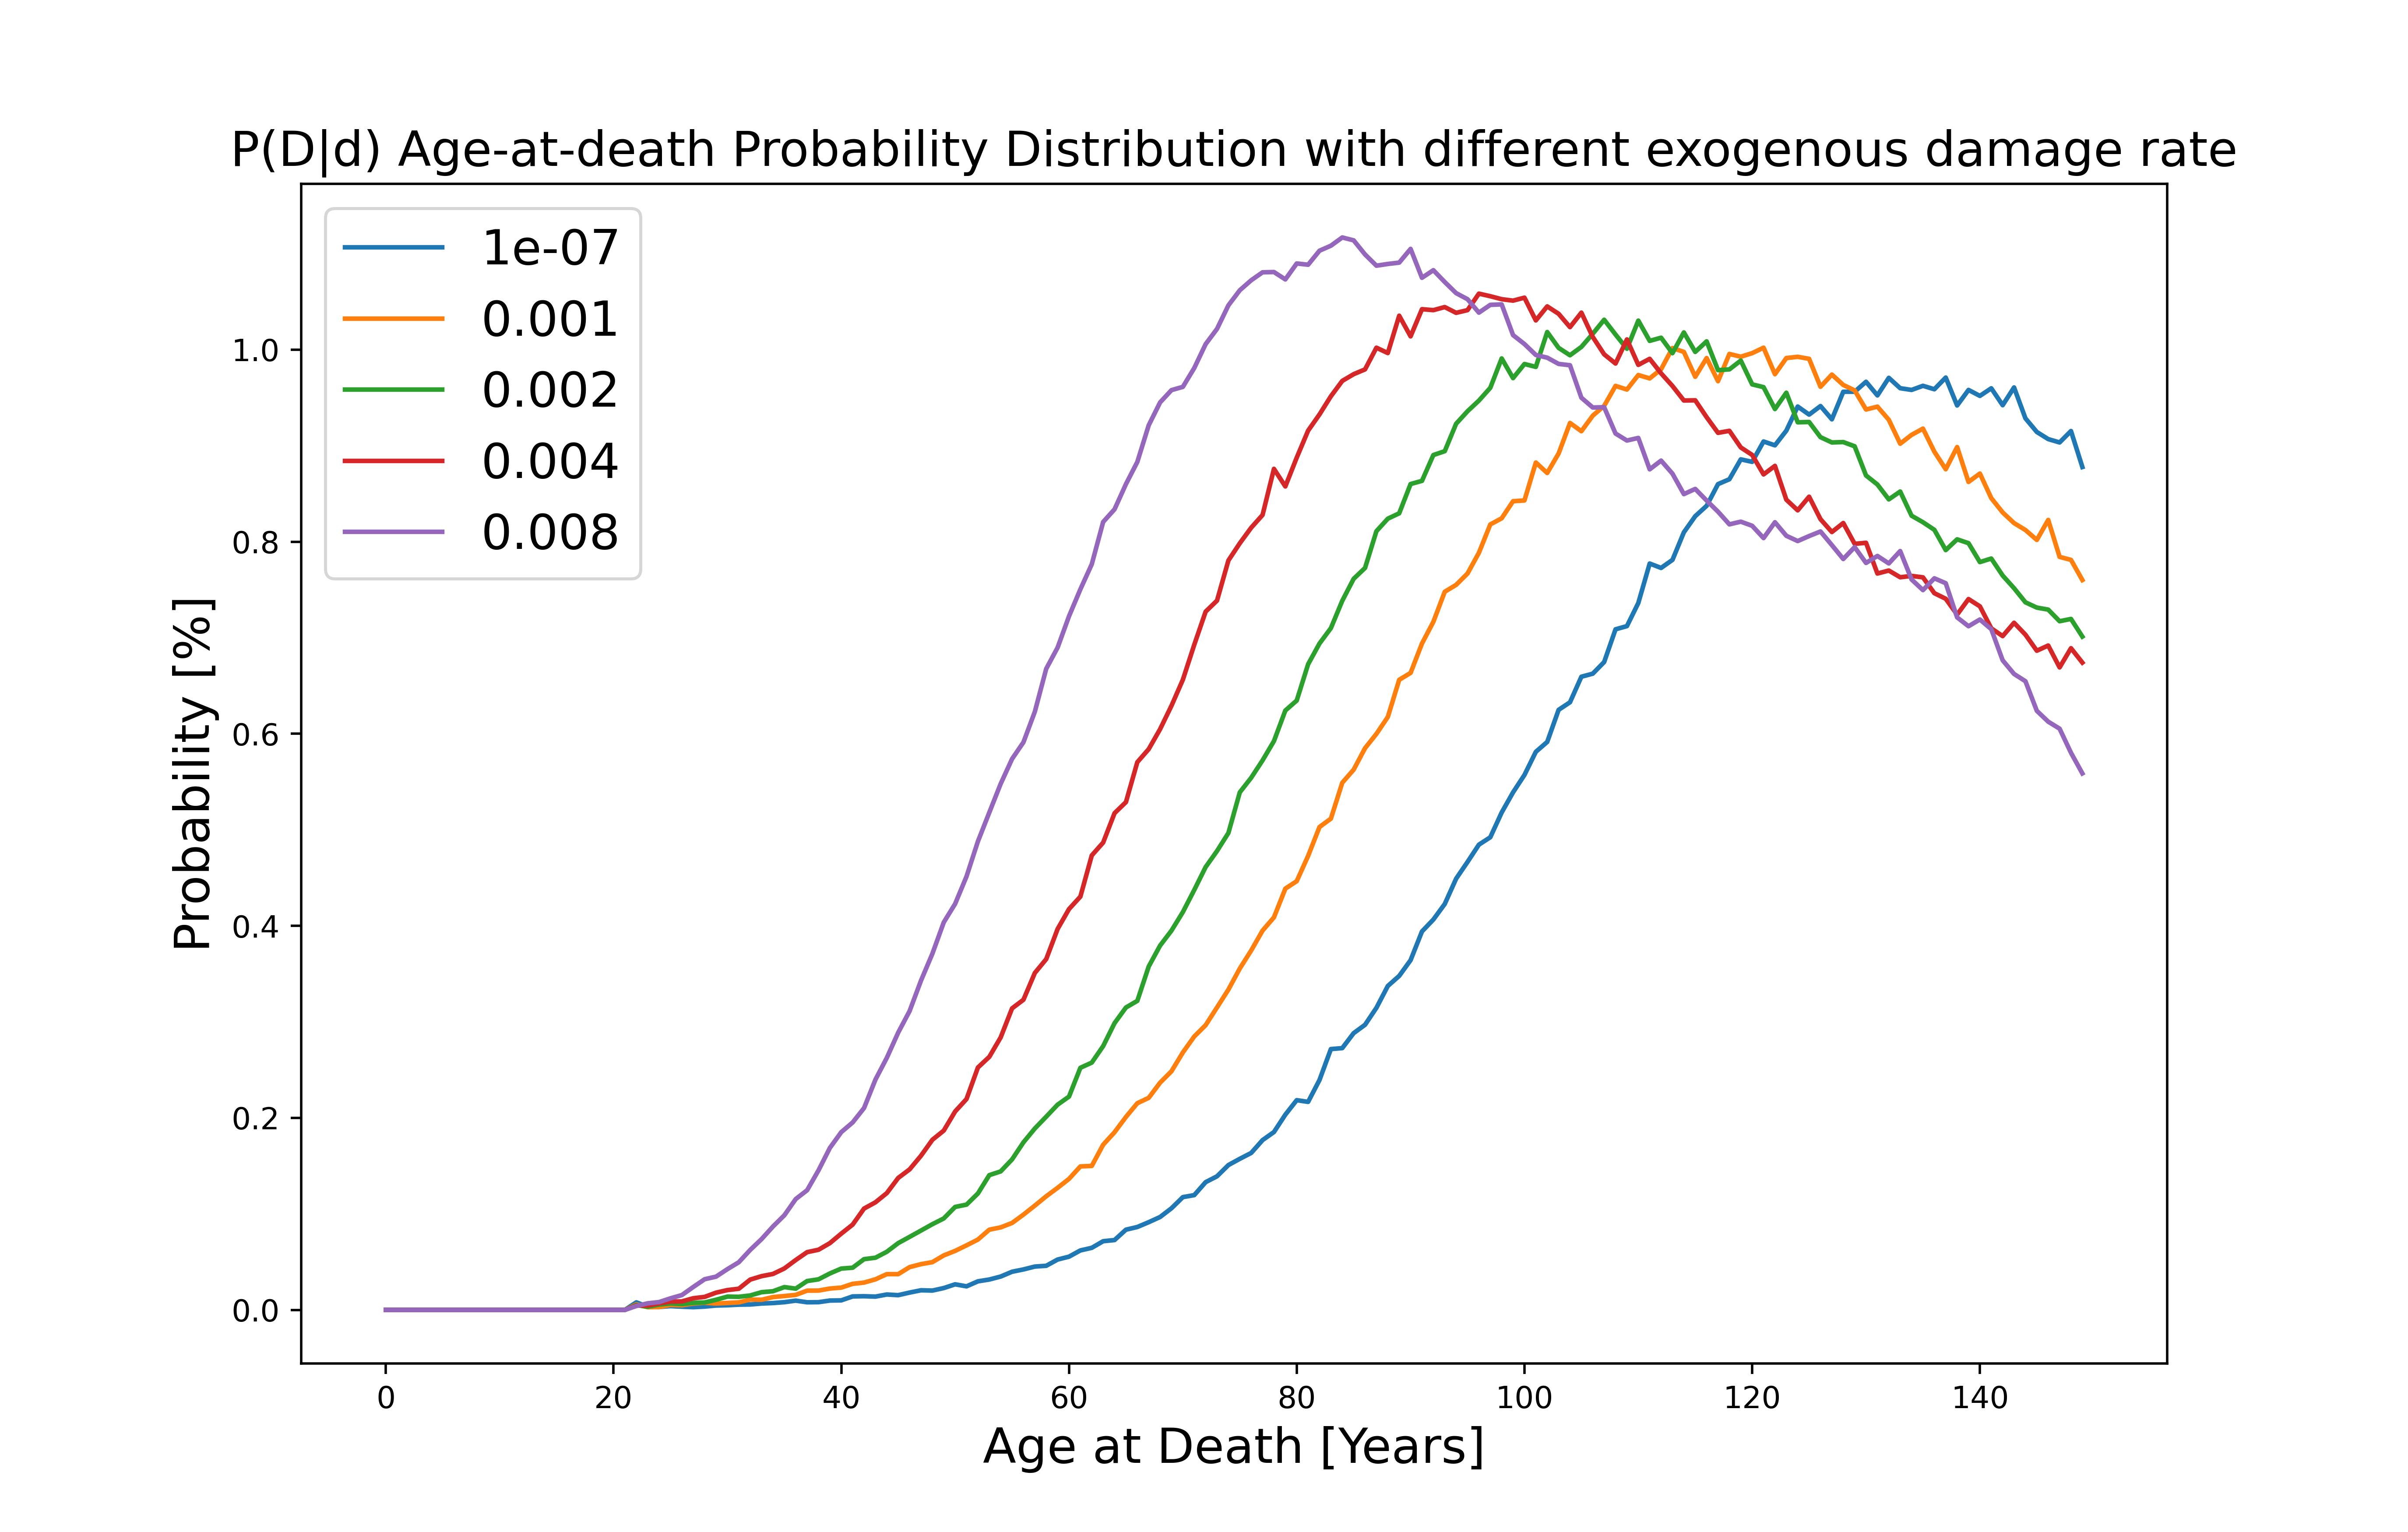 P(D|d) Age-at-death Probability Distribution with different exogenous damage rate
1e-07
0.001
0.002
0.004
0.008
Probability [%]
1.0
0.8
0.6
0.4
0.2
0.0
0 20 40 60 80 100 120 140
Age at Death [Years]